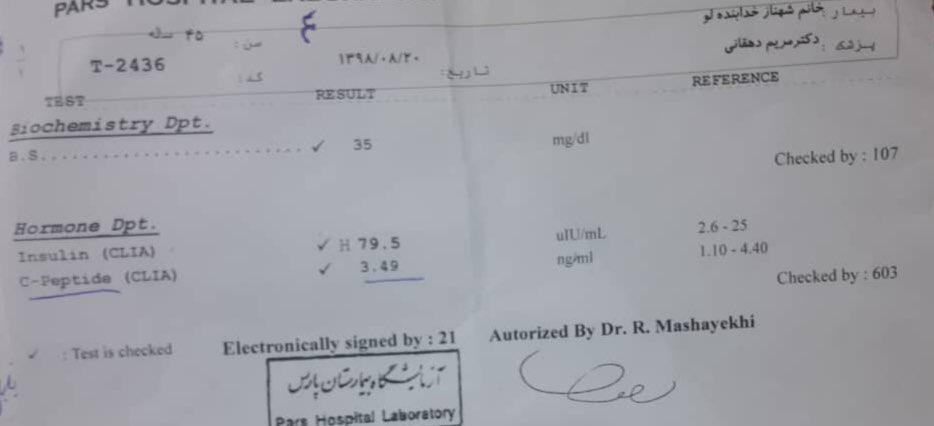 PARS HOSPITAL
بیمار : خانم شهناز خدابنده لو
پزشک : دکتر مریم دهقانی
سن : ۴۵ ساله
تاریخ: ۱۳۹۸/۰۸/۲۰
کد : T-2436
TEST RESULT UNIT REFERENCE
Biochemistry Dpt.
B.S. ✓ 35 mg/dl
Checked by : 107
Hormone Dpt.
Insulin (CLIA) ✓ H 79.5 uIU/mL 2.6 - 25
C-Peptide (CLIA) ✓ 3.49 ng/ml 1.10 - 4.40
Checked by : 603
✓ : Test is checked
Electronically signed by : 21
Autorized By Dr. R. Mashayekhi
آزمایشگاه بیمارستان پارس
Pars Hospital Laboratory